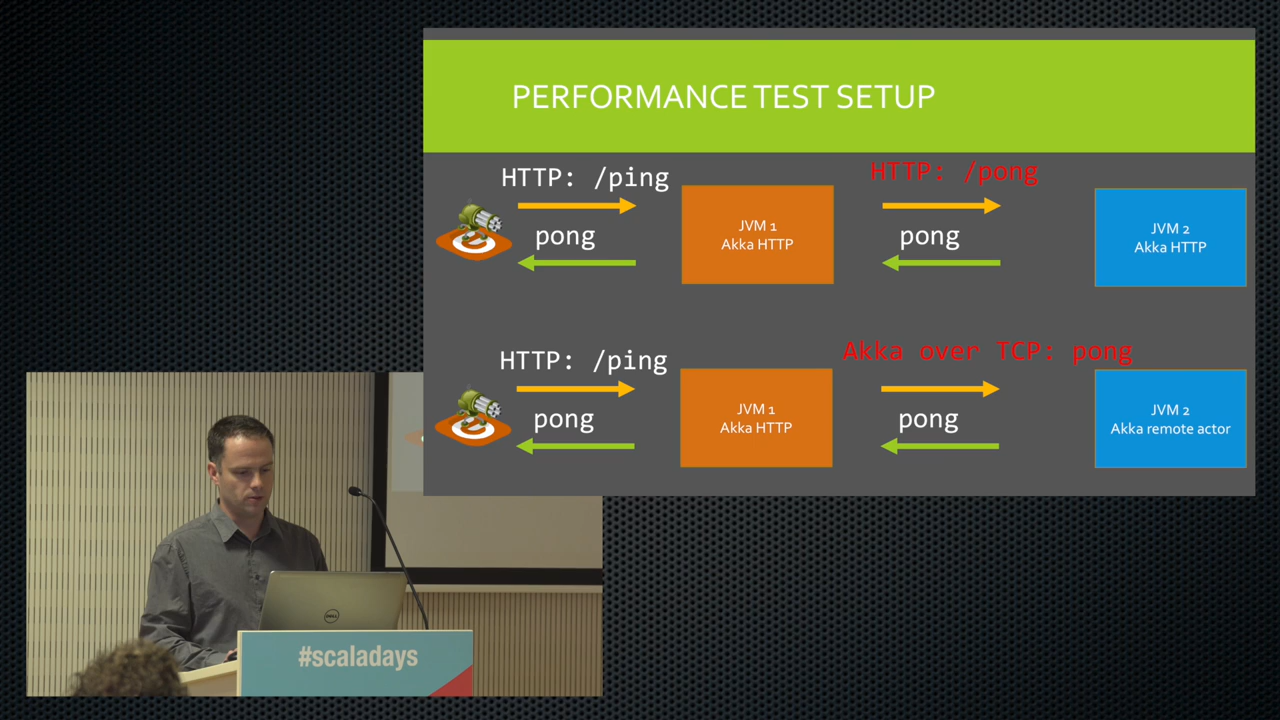 PERFORMANCE TEST SETUP
HTTP: /ping
pong
JVM 1
Akka HTTP
HTTP: /pong
pong
JVM 2
Akka HTTP
HTTP: /ping
pong
JVM 1
Akka HTTP
Akka over TCP: pong
pong
JVM 2
Akka remote actor
DELL
#scaladays